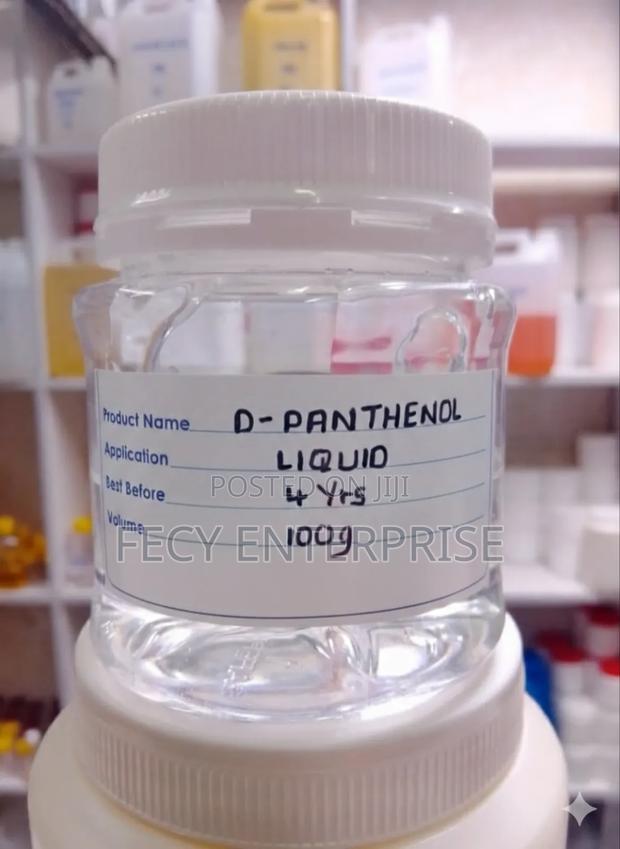 Product Name D-PANTHENOL
Application LIQUID
POSTED ON JIJI
Best Before 4 Yrs
Volume 100g
FECY ENTERPRISE